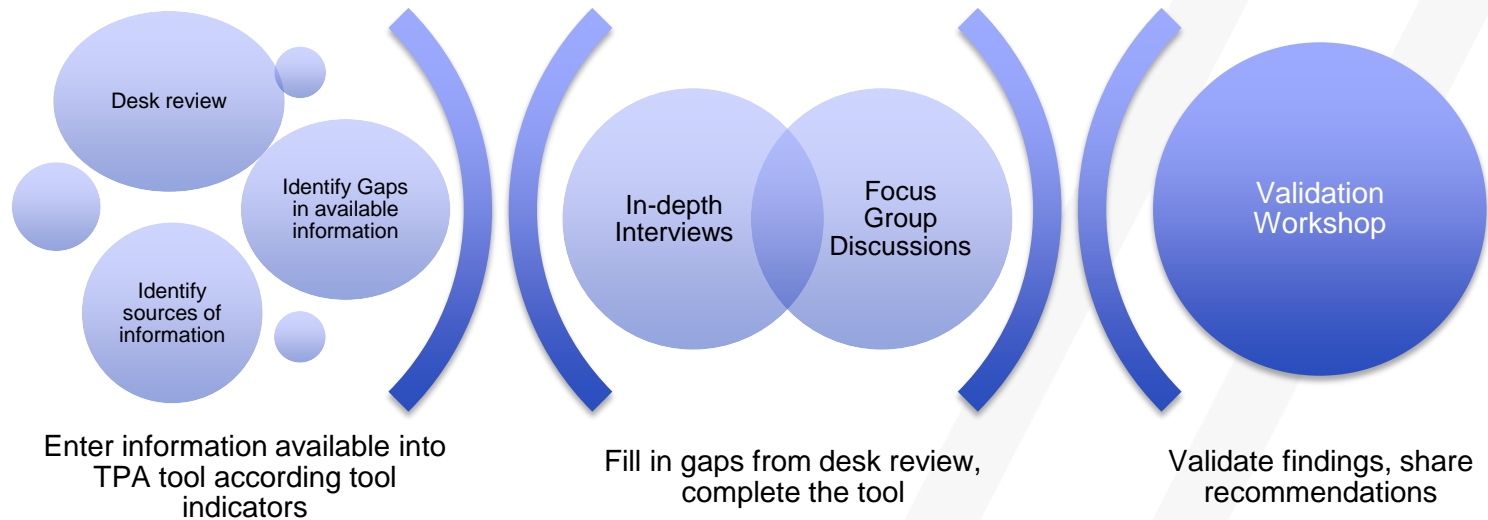 Desk review
Identify Gaps
in available
information
Identify
sources of
information
Enter information available into
TPA tool according tool
indicators
In-depth
Interviews
Focus
Group
Discussions
Fill in gaps from desk review,
complete the tool
Validation
Workshop
Validate findings, share
recommendations